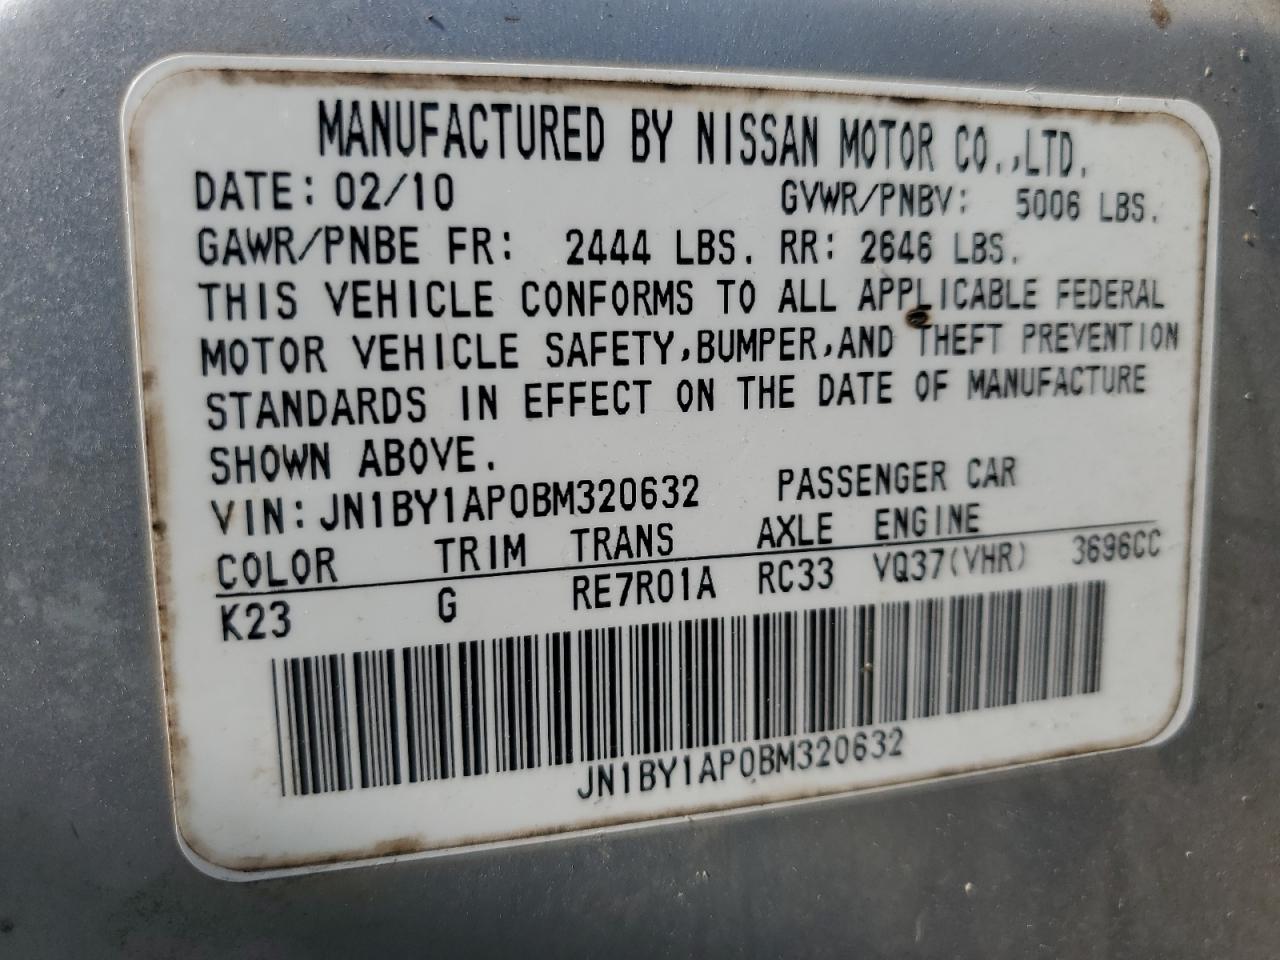 MANUFACTURED BY NISSAN MOTOR CO.,LTD.
DATE: 02/10 GVWR/PNBV: 5006 LBS.
GAWR/PNBE FR: 2444 LBS. RR: 2646 LBS.
THIS VEHICLE CONFORMS TO ALL APPLICABLE FEDERAL
MOTOR VEHICLE SAFETY,BUMPER,AND THEFT PREVENTION
STANDARDS IN EFFECT ON THE DATE OF MANUFACTURE
SHOWN ABOVE.
VIN: JN1BY1AP0BM320632 PASSENGER CAR
COLOR TRIM TRANS AXLE ENGINE
K23 G RE7R01A RC33 VQ37(VHR) 3696CC
JN1BY1AP0BM320632